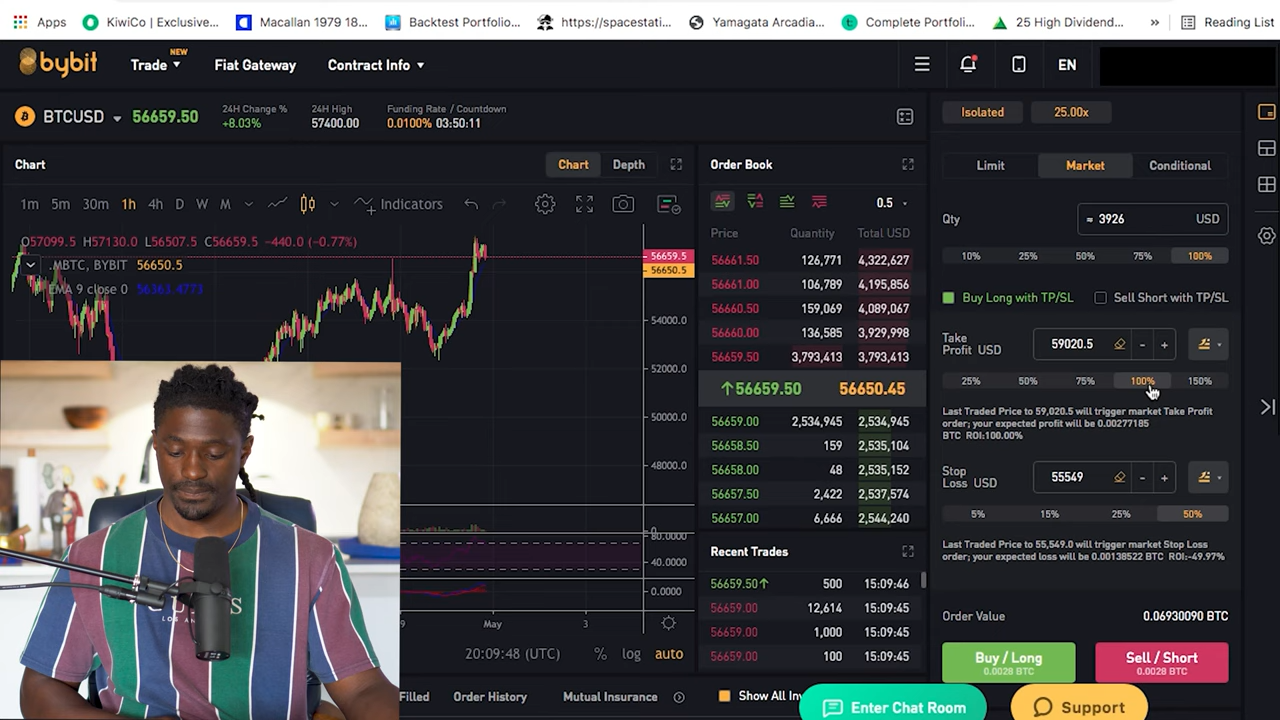 Apps KiwiCo | Exclusive... Macallan 1979 18... Backtest Portfolio... https://spacestati... Yamagata Arcadia... Complete Portfoli... 25 High Dividend... » Reading List
bybit Trade NEW Fiat Gateway Contract Info EN
BTCUSD 56659.50 24H Change % 24H High Funding Rate / Countdown
+8.03% 57400.00 0.0100% 03:50:11
Isolated 25.00x
Chart Chart Depth
1m 5m 30m 1h 4h D W M Indicators
O57099.5 H57130.0 L56507.5 C56659.5 -440.0 (-0.77%)
.MBTC, BYBIT 56650.5
EMA 9 close 0 56363.4773
56659.5
56650.5
54000.0
52000.0
50000.0
48000.0
0
80.0000
40.0000
0.0000
May 3
20:09:48 (UTC) % log auto
Filled Order History Mutual Insurance Show All Inv
Order Book
0.5
Price Quantity Total USD
56661.50 126,771 4,322,627
56661.00 106,789 4,195,856
56660.50 159,069 4,089,067
56660.00 136,585 3,929,998
56659.50 3,793,413 3,793,413
↑56659.50 56650.45
56659.00 2,534,945 2,534,945
56658.50 159 2,535,104
56658.00 48 2,535,152
56657.50 2,422 2,537,574
56657.00 6,666 2,544,240
Recent Trades
56659.50↑ 500 15:09:46
56659.00 12,614 15:09:45
56659.00 1,000 15:09:45
56659.00 100 15:09:45
Limit Market Conditional
Qty ≈ 3926 USD
10% 25% 50% 75% 100%
Buy Long with TP/SL Sell Short with TP/SL
Take
Profit USD 59020.5 - +
25% 50% 75% 100% 150%
Last Traded Price to 59,020.5 will trigger market Take Profit
order; your expected profit will be 0.00277185
BTC ROI:100.00%
Stop
Loss USD 55549 - +
5% 15% 25% 50%
Last Traded Price to 55,549.0 will trigger market Stop Loss
order; your expected loss will be 0.00138522 BTC ROI:-49.97%
Order Value 0.06930090 BTC
Buy / Long Sell / Short
0.0028 BTC 0.0028 BTC
Enter Chat Room Support